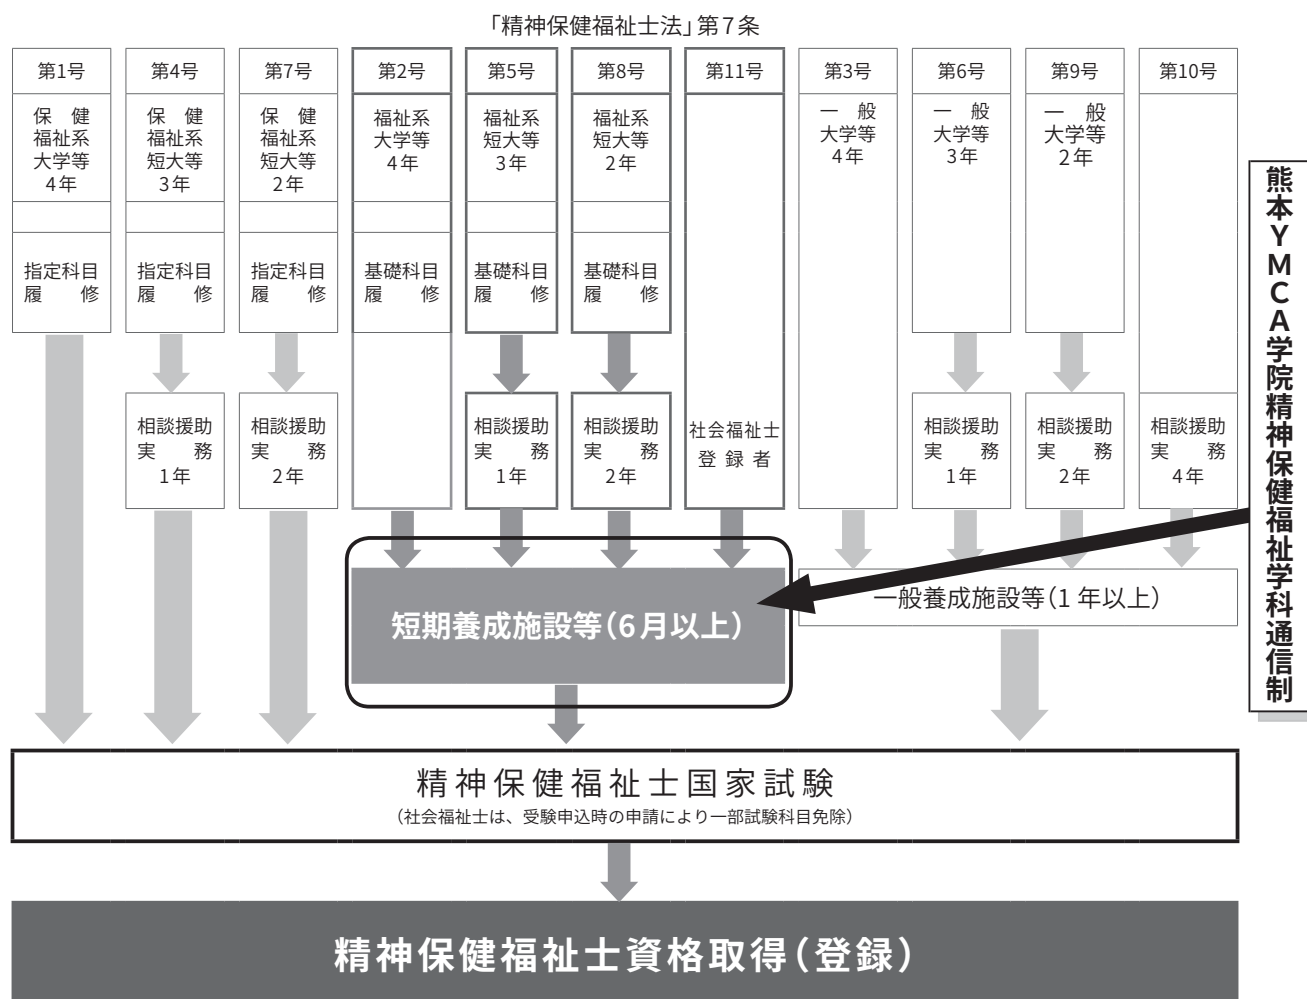 「精神保健福祉士法」第7条
第1号
第4号
第7号
第2号
第5号
第8号
第11号
第3号
第6号
第9号
第10号
保　健
福祉系
大学等
4年
保　健
福祉系
短大等
3年
保　健
福祉系
短大等
2年
福祉系
大学等
4年
福祉系
短大等
3年
福祉系
短大等
2年
一　般
大学等
4年
一　般
大学等
3年
一　般
大学等
2年
指定科目
履　　修
指定科目
履　　修
指定科目
履　　修
基礎科目
履　　修
基礎科目
履　　修
基礎科目
履　　修
相談援助
実　　務
1年
相談援助
実　　務
2年
相談援助
実　　務
1年
相談援助
実　　務
2年
社会福祉士
登 録 者
相談援助
実　　務
1年
相談援助
実　　務
2年
相談援助
実　　務
4年
短期養成施設等（6月以上）
一般養成施設等（1年以上）
熊本YMCA学院精神保健福祉学科通信制
精神保健福祉士国家試験
（社会福祉士は、受験申込時の申請により一部試験科目免除）
精神保健福祉士資格取得（登録）